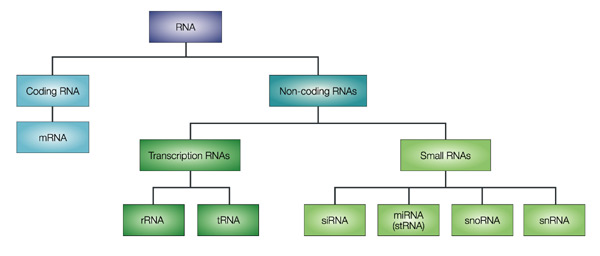 RNA
Coding RNA
Non-coding RNAs
mRNA
Transcription RNAs
Small RNAs
rRNA
tRNA
siRNA
miRNA
(stRNA)
snoRNA
snRNA